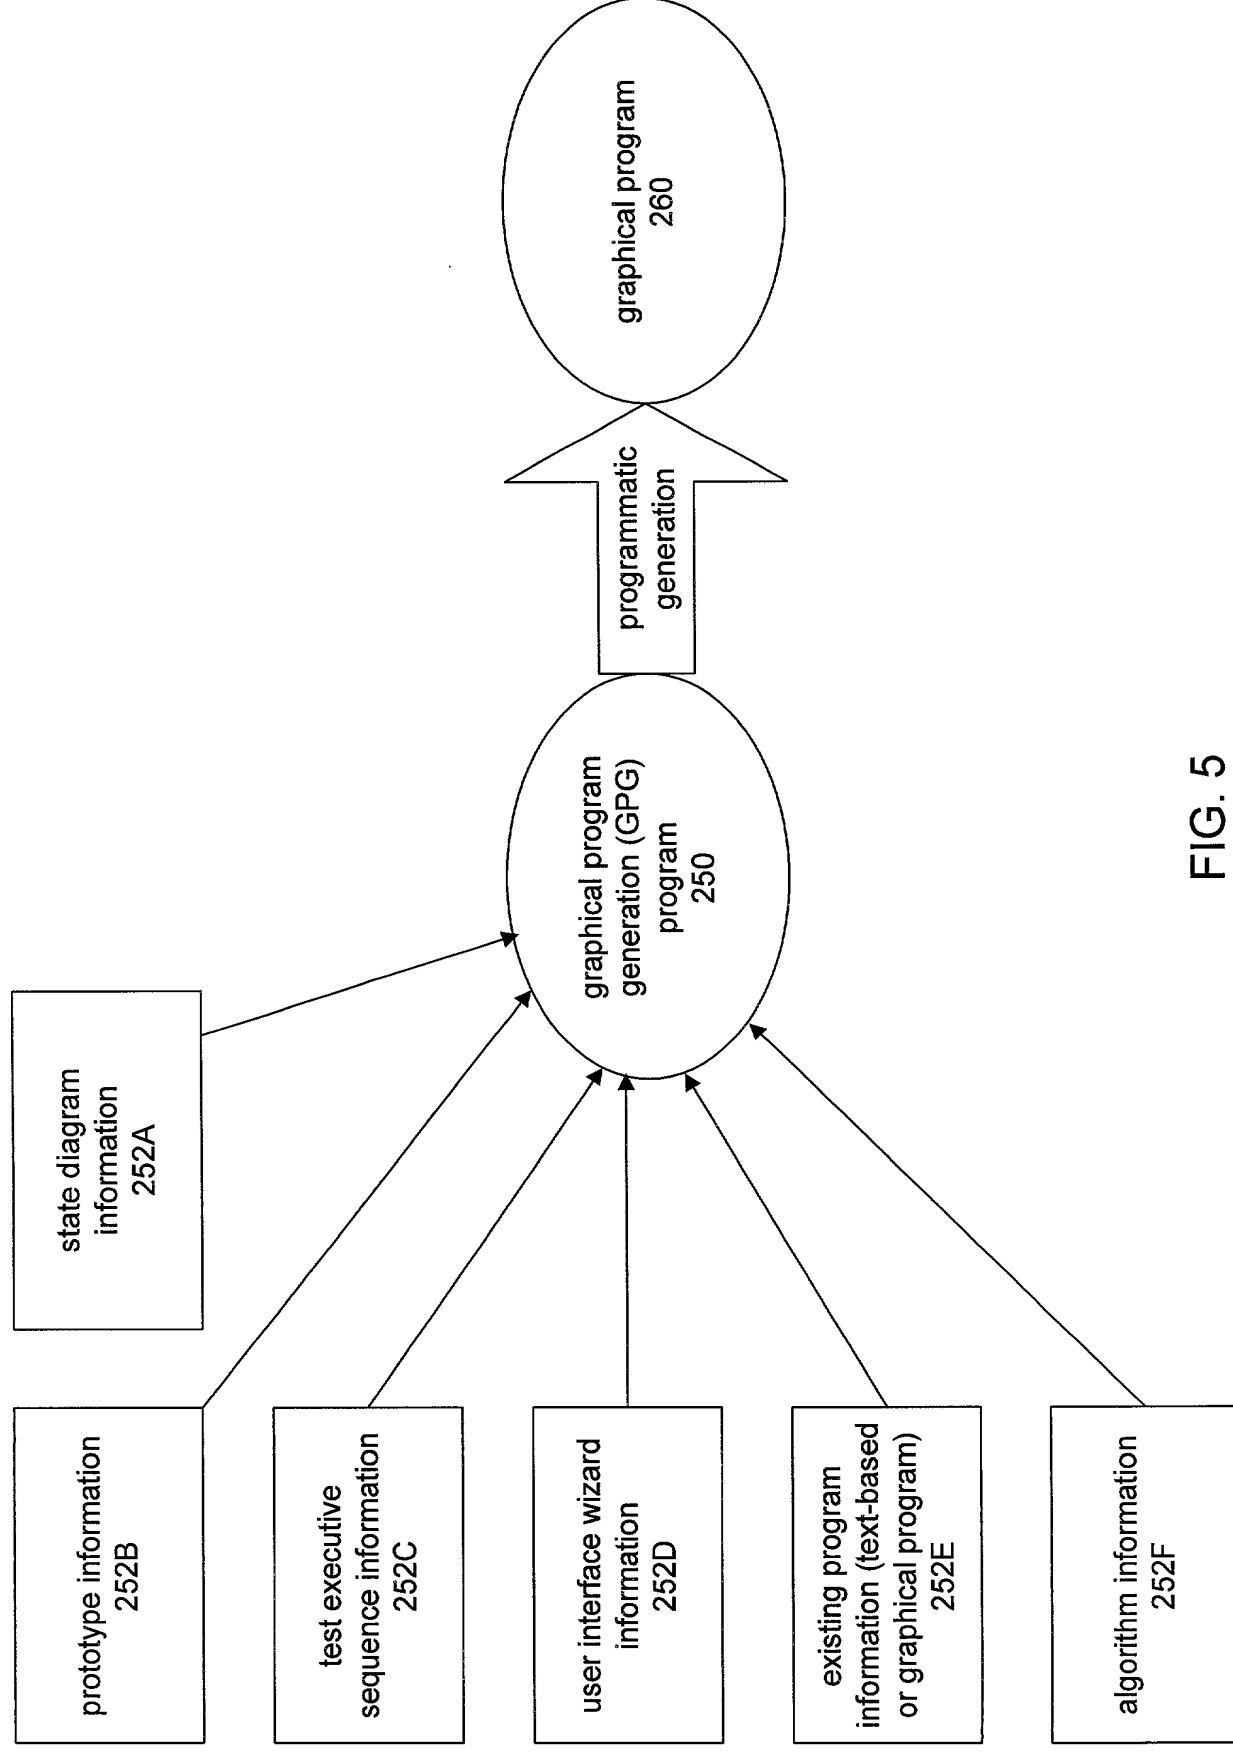 state diagram
information
252A
prototype information
252B
test executive
sequence information
252C
user interface wizard
information
252D
existing program
information (text-based
or graphical program)
252E
algorithm information
252F
graphical program
generation (GPG)
program
250
programmatic
generation
graphical program
260
FIG. 5